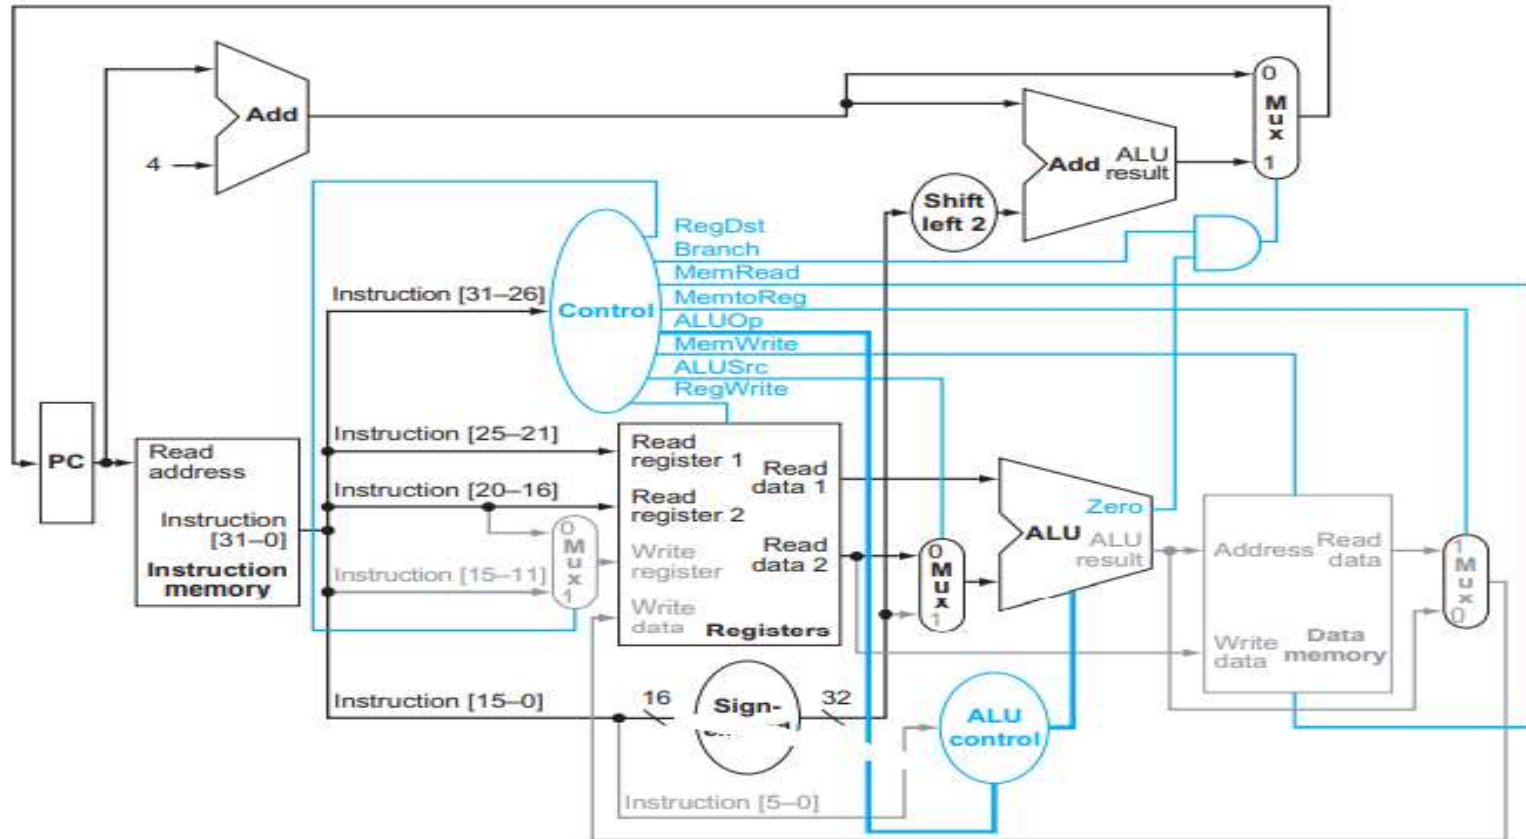 Add
4
0
Mux
1
Add
ALU
result
Shift
left 2
RegDst
Branch
MemRead
MemtoReg
ALUOp
MemWrite
ALUSrc
RegWrite
Control
Instruction [31–26]
PC
Read
address
Instruction
[31–0]
Instruction
memory
Instruction [25–21]
Instruction [20–16]
Instruction [15–11]
0
Mux
1
Read
register 1
Read
register 2
Write
register
Write
data
Read
data 1
Read
data 2
Registers
0
Mux
1
Zero
ALU
ALU
result
Address
Read
data
Write
data
Data
memory
1
Mux
0
Instruction [15–0]
16
Sign-
32
ALU
control
Instruction [5–0]